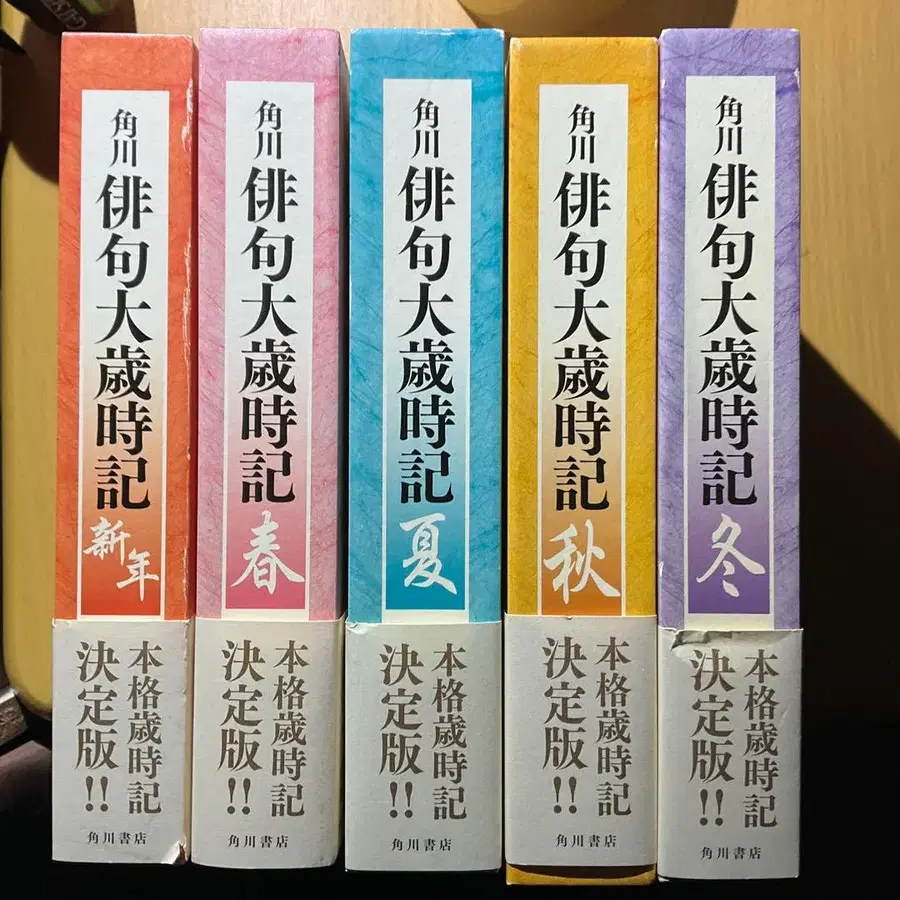 角川
俳句大歳時記
新年
本格歳時記
決定版!!
角川書店
角川
俳句大歳時記
春
本格歳時記
決定版!!
角川書店
角川
俳句大歳時記
夏
本格歳時記
決定版!!
角川書店
角川
俳句大歳時記
秋
本格歳時記
決定版!!
角川書店
角川
俳句大歳時記
冬
本格歳時記
決定版!!
角川書店